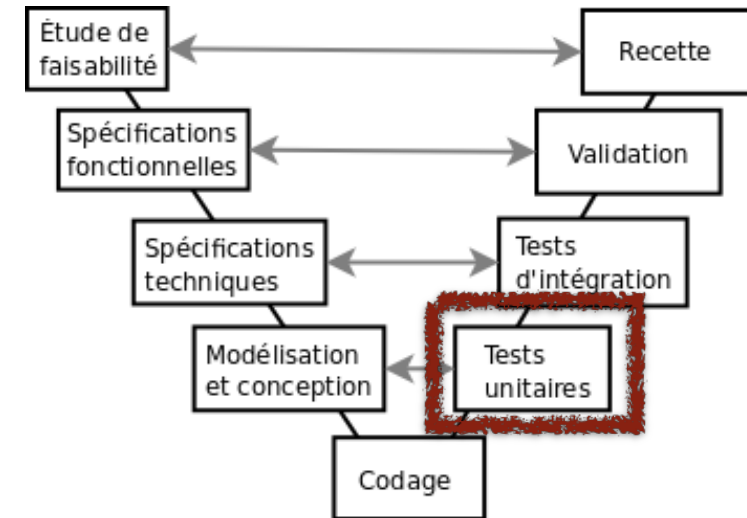 Étude de
faisabilité
Recette
Spécifications
fonctionnelles
Validation
Spécifications
techniques
Tests
d'intégration
Modélisation
et conception
Tests
unitaires
Codage